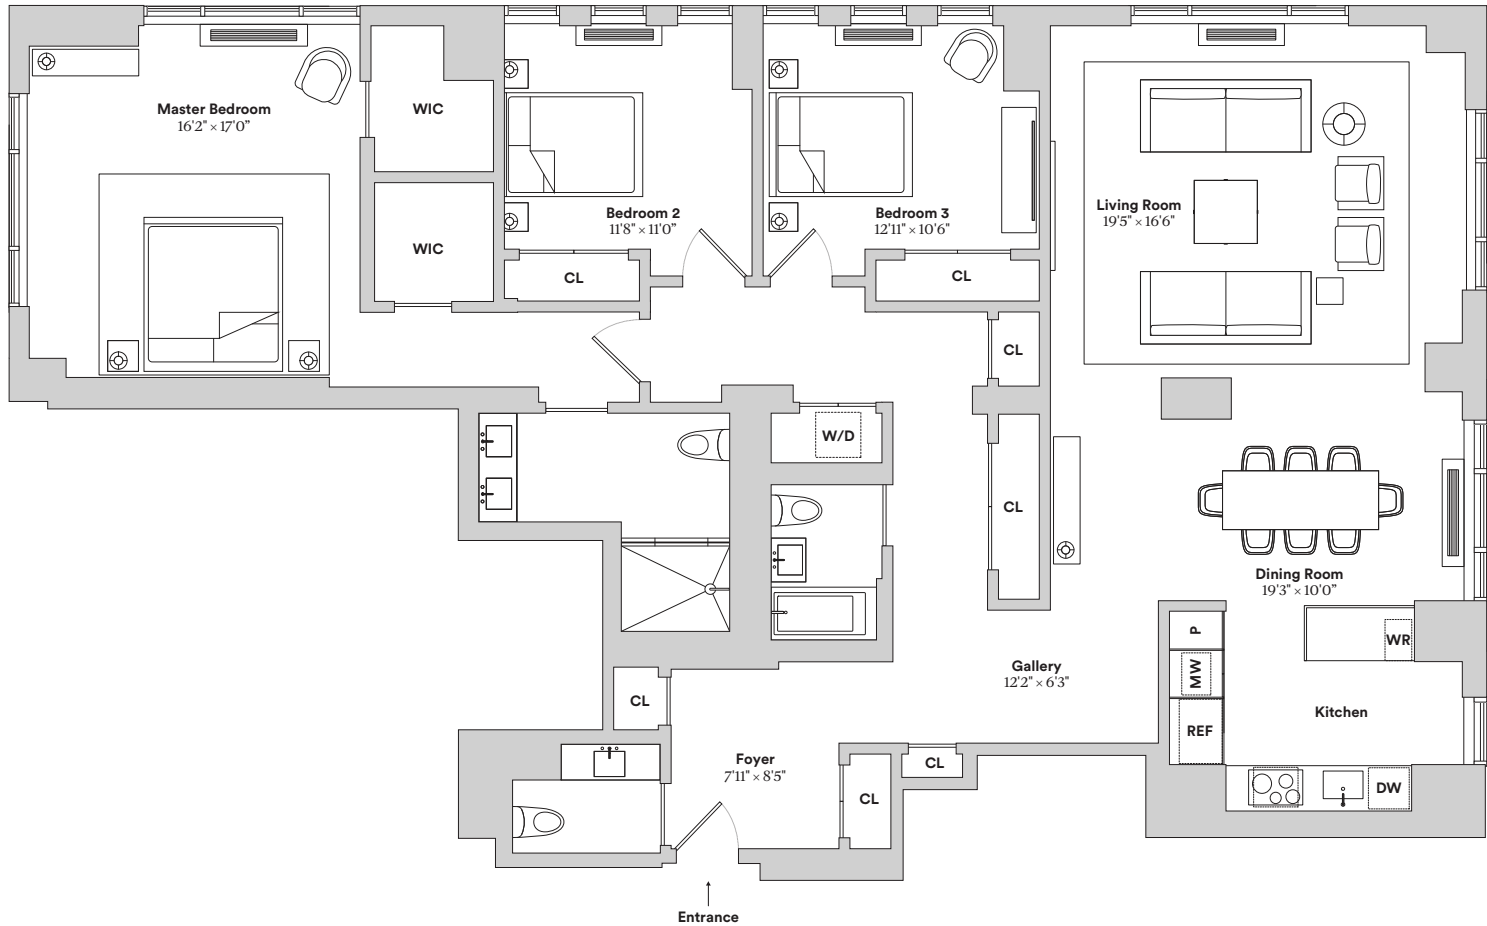 Master Bedroom
16'2" × 17'0”
WIC
WIC
Bedroom 2
11'8" × 11'0”
CL
Bedroom 3
12'11" × 10'6"
CL
Living Room
19'5" × 16'6"
CL
W/D
CL
Dining Room
19'3" × 10'0”
P
MW
REF
WR
Kitchen
DW
Gallery
12'2" × 6'3"
CL
Foyer
7'11" × 8'5"
CL
CL
Entrance